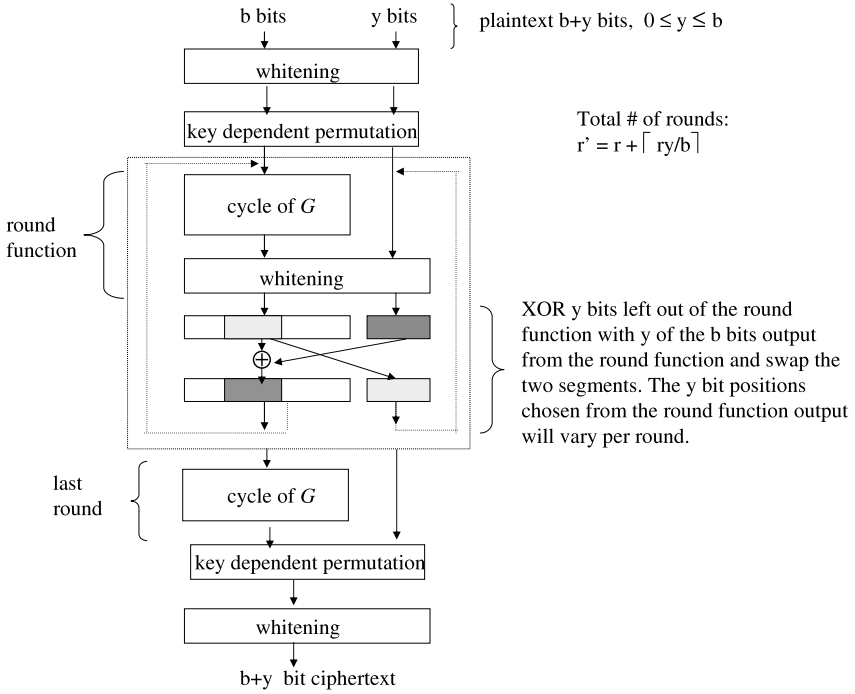 b bits
y bits
plaintext b+y bits, 0 ≤ y ≤ b
whitening
key dependent permutation
Total # of rounds:
r’ = r +⌈ ry/b⌉
cycle of G
round
function
whitening
XOR y bits left out of the round
function with y of the b bits output
from the round function and swap the
two segments. The y bit positions
chosen from the round function output
will vary per round.
last
round
cycle of G
key dependent permutation
whitening
b+y bit ciphertext